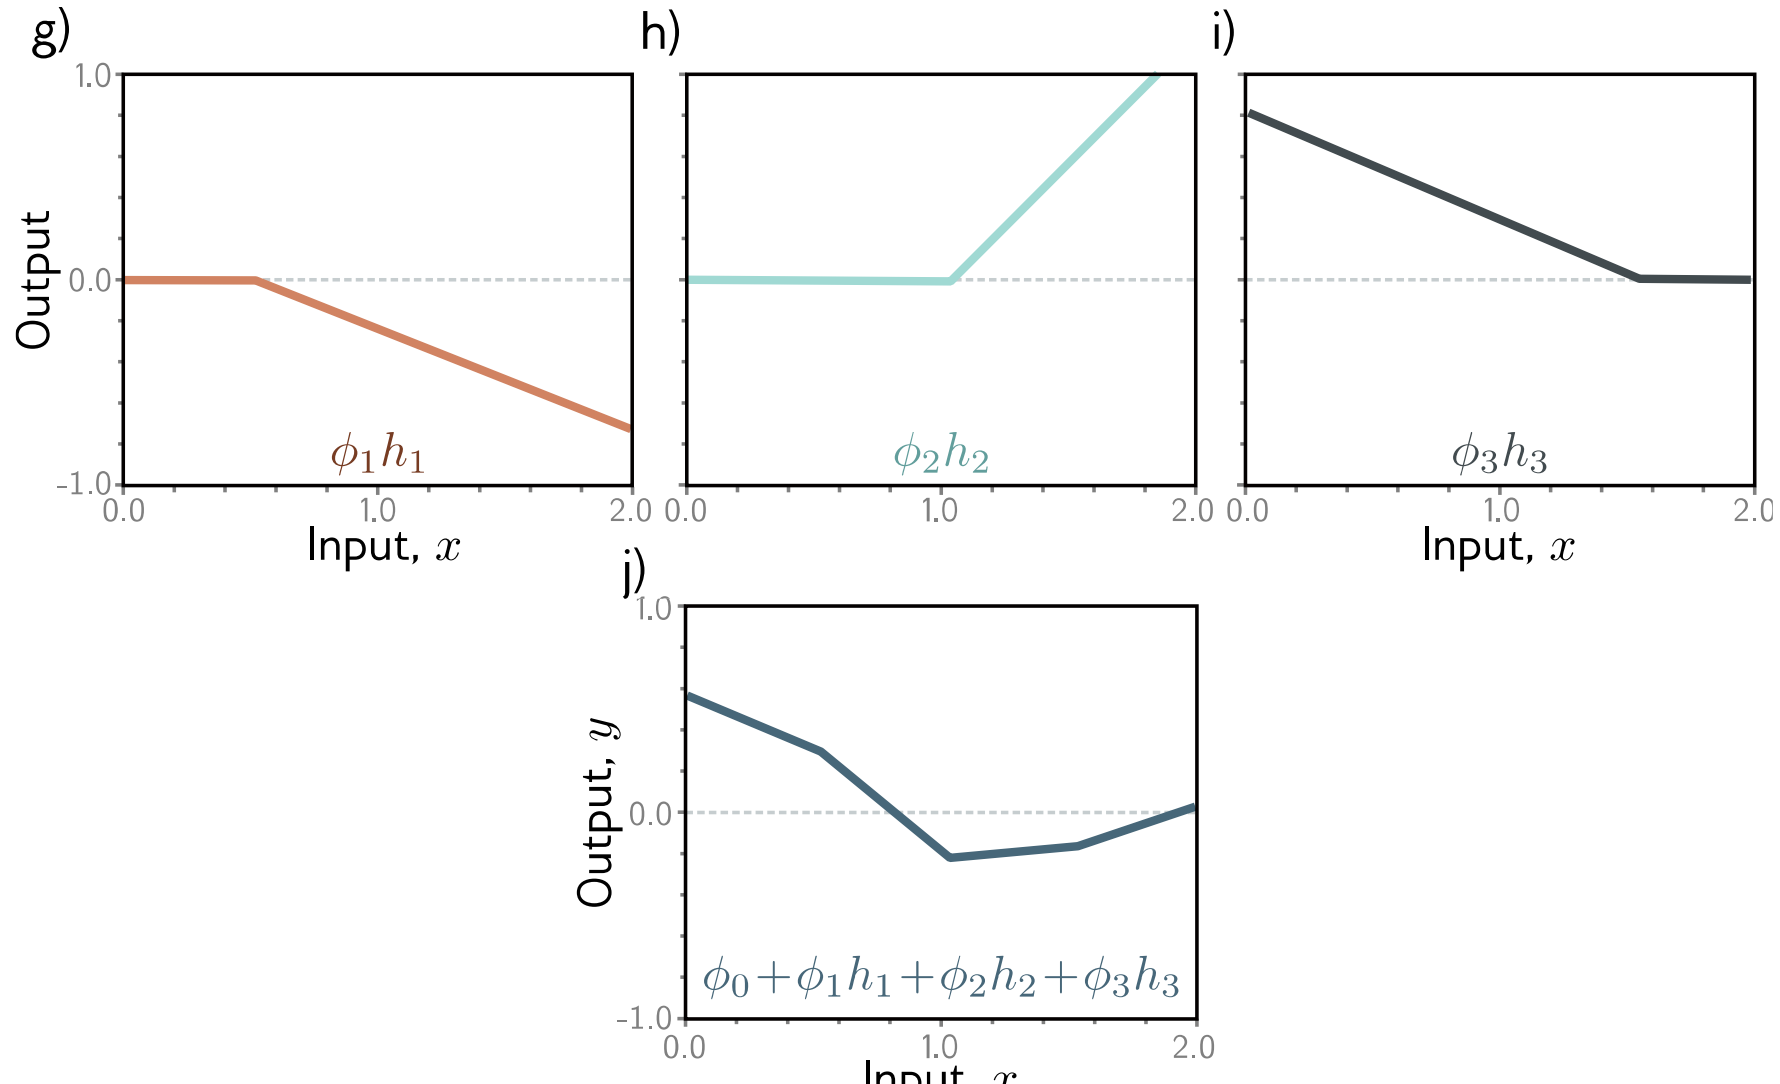 g)
h)
i)
1.0
Output
0.0
-1.0
ϕ₁h₁
ϕ₂h₂
ϕ₃h₃
0.0 1.0 2.0
0.0 1.0 2.0
0.0 1.0 2.0
Input, x
Input, x
j)
1.0
Output, y
0.0
-1.0
ϕ₀+ϕ₁h₁+ϕ₂h₂+ϕ₃h₃
0.0 1.0 2.0
Input, x